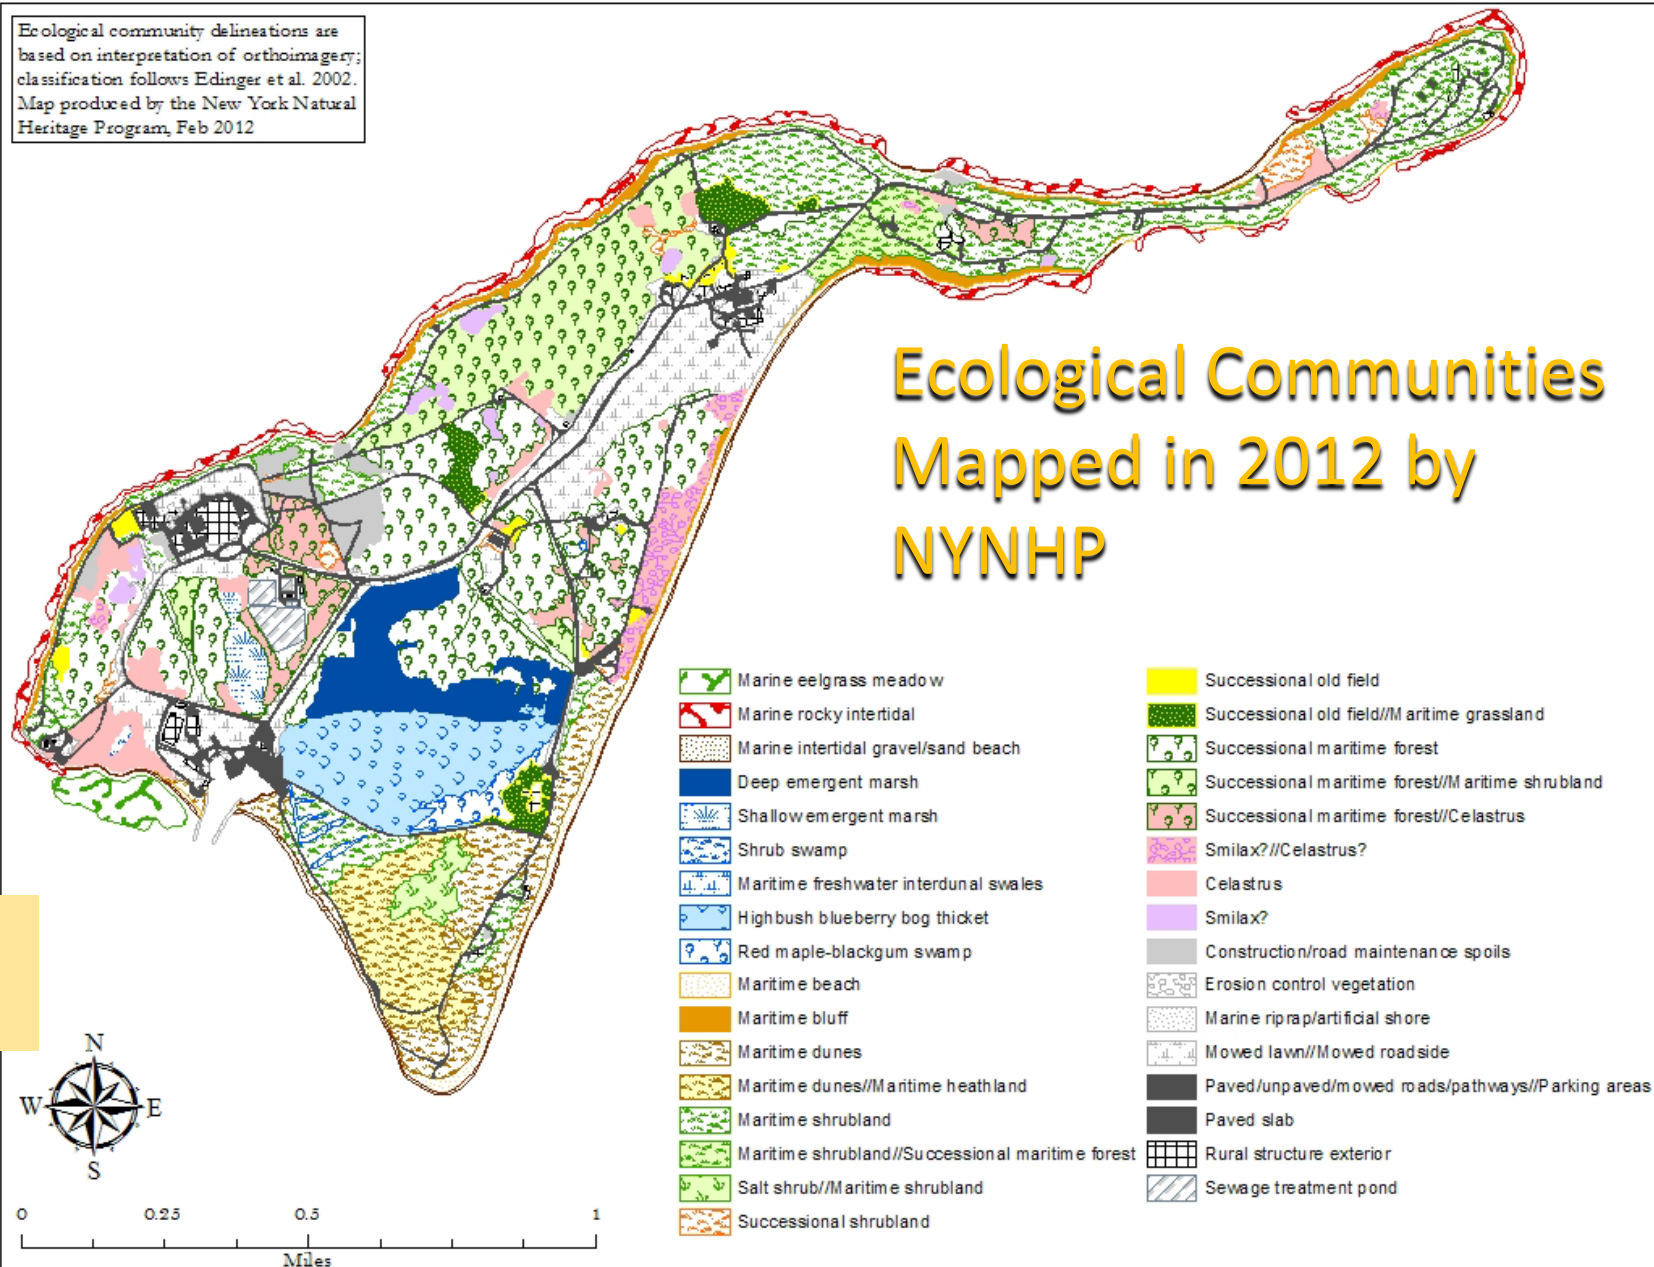 Ecological community delineations are
based on interpretation of orthoimagery;
classification follows Edinger et al. 2002.
Map produced by the New York Natural
Heritage Program, Feb 2012
Ecological Communities
Mapped in 2012 by
NYNHP
Marine eelgrass meadow
Marine rocky intertidal
Marine intertidal gravel/sand beach
Deep emergent marsh
Shallow emergent marsh
Shrub swamp
Maritime freshwater interdunal swales
Highbush blueberry bog thicket
Red maple-blackgum swamp
Maritime beach
Maritime bluff
Maritime dunes
Maritime dunes//Maritime heathland
Maritime shrubland
Maritime shrubland//Successional maritime forest
Salt shrub//Maritime shrubland
Successional shrubland
Successional old field
Successional old field//Maritime grassland
Successional maritime forest
Successional maritime forest//Maritime shrubland
Successional maritime forest//Celastrus
Smilax?//Celastrus?
Celastrus
Smilax?
Construction/road maintenance spoils
Erosion control vegetation
Marine riprap/artificial shore
Mowed lawn//Mowed roadside
Paved/unpaved/mowed roads/pathways//Parking areas
Paved slab
Rural structure exterior
Sewage treatment pond
N
W E
S
0 0.25 0.5 1
Miles